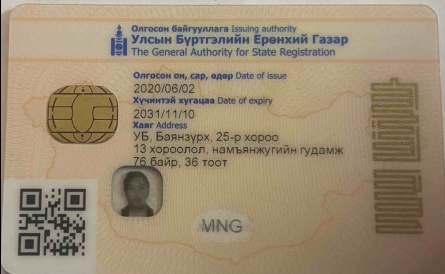 Олгосон байгууллага Issuing authority
Улсын Бүртгэлийн Ерөнхий Газар
The General Authority for State Registration
Олгосон он, сар, өдөр Date of issue
2020/06/02
Хүчинтэй хугацаа Date of expiry
2031/11/10
Хаяг Address
УБ, Баянзүрх, 25-р хороо
13 хороолол, намъянжугийн гудамж
76 байр, 36 тоот
MNG